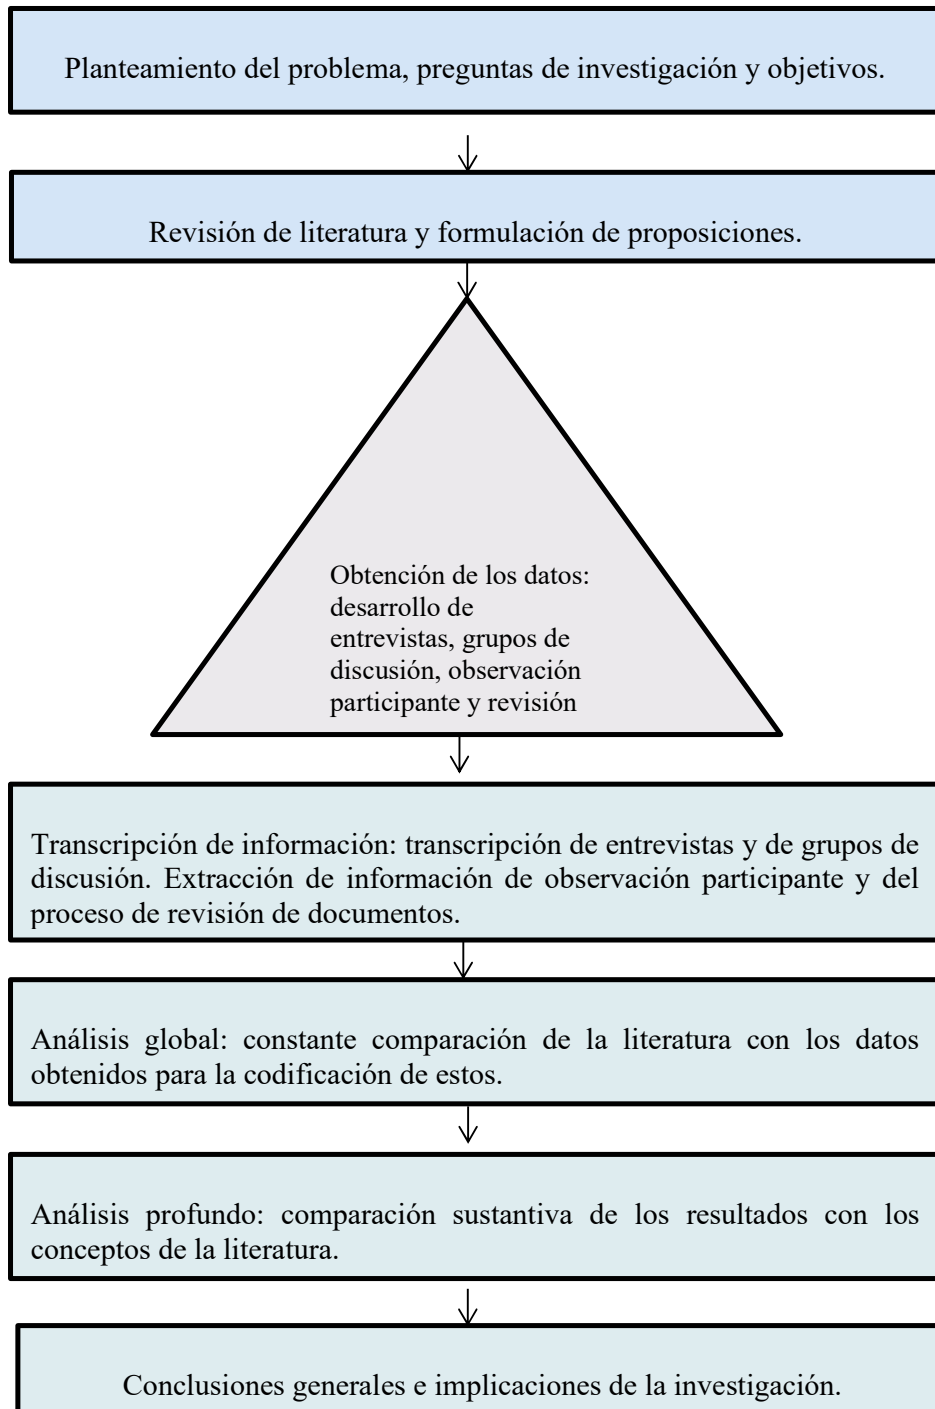 Planteamiento del problema, preguntas de investigación y objetivos.
Revisión de literatura y formulación de proposiciones.
Obtención de los datos:
desarrollo de
entrevistas, grupos de
discusión, observación
participante y revisión
Transcripción de información: transcripción de entrevistas y de grupos de
discusión. Extracción de información de observación participante y del
proceso de revisión de documentos.
Análisis global: constante comparación de la literatura con los datos
obtenidos para la codificación de estos.
Análisis profundo: comparación sustantiva de los resultados con los
conceptos de la literatura.
Conclusiones generales e implicaciones de la investigación.